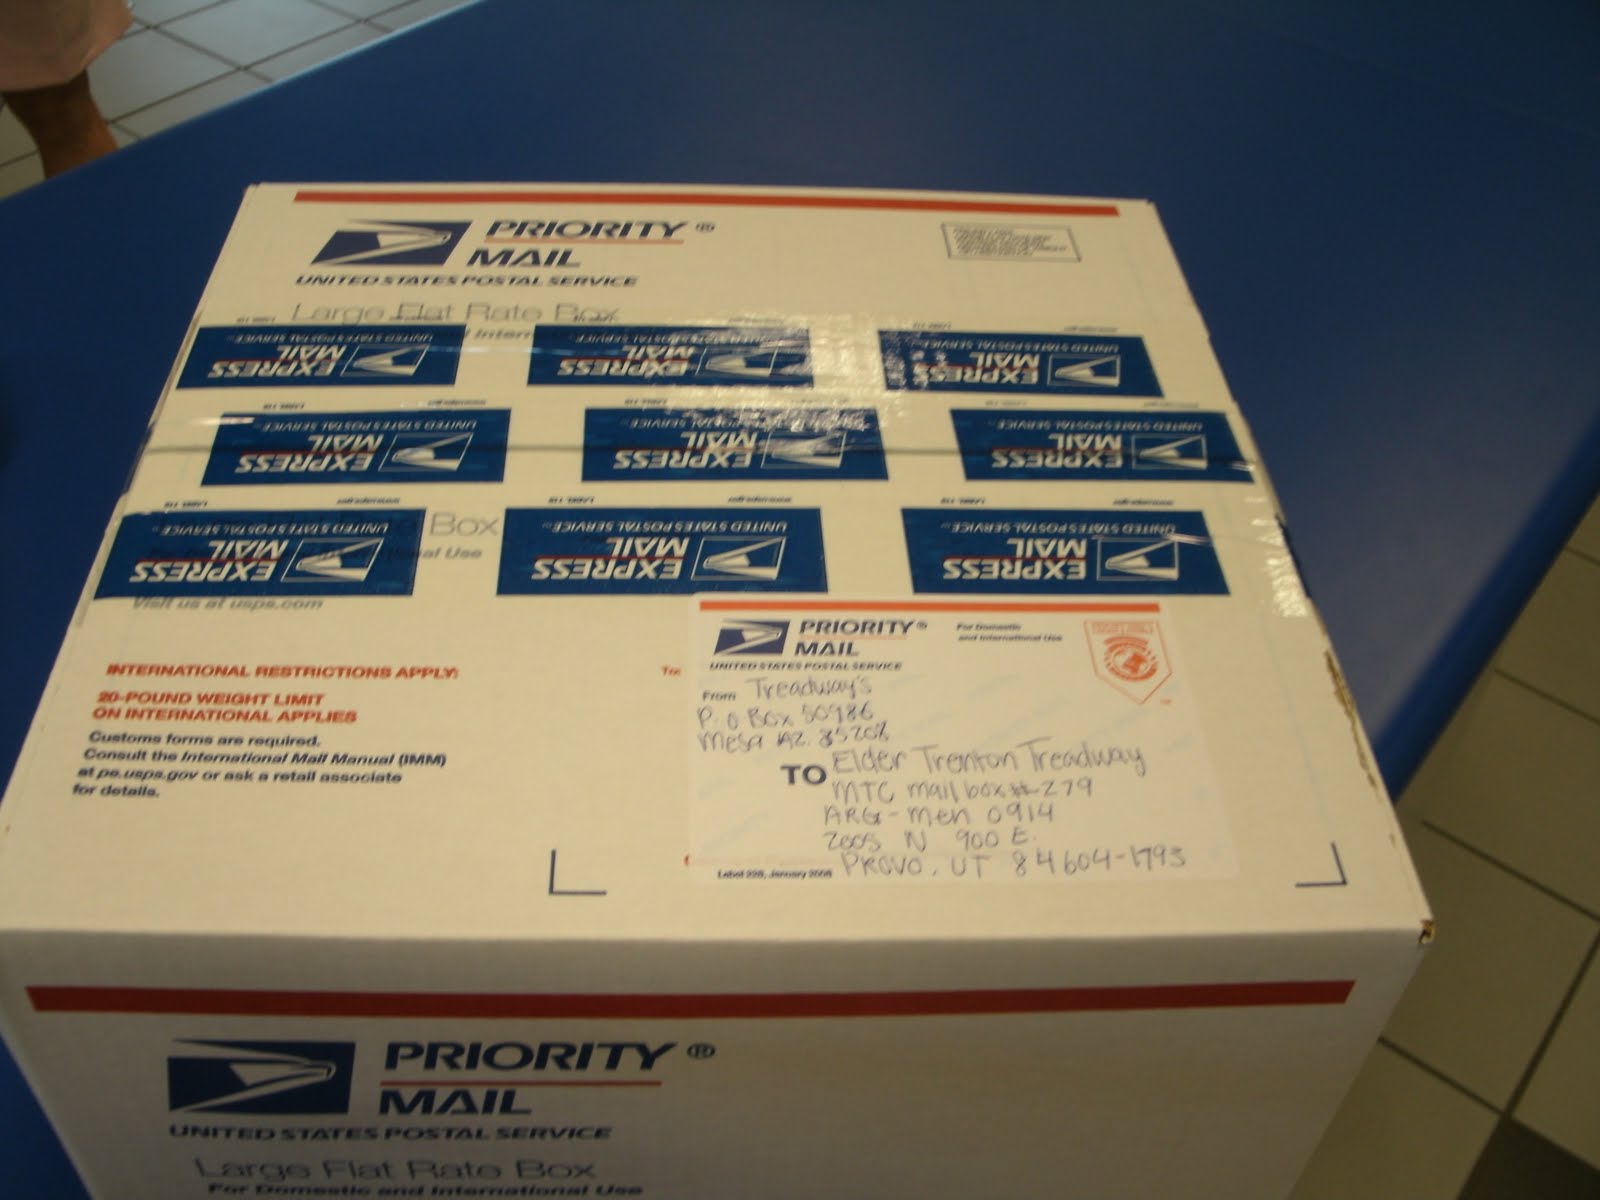 PRIORITY ®
MAIL
UNITED STATES POSTAL SERVICE
Large Flat Rate Box
UNITED STATES POSTAL SERVICE
EXPRESS
MAIL
UNITED STATES POSTAL SERVICE
EXPRESS
MAIL
UNITED STATES POSTAL SERVICE
EXPRESS
MAIL
UNITED STATES POSTAL SERVICE
EXPRESS
MAIL
UNITED STATES POSTAL SERVICE
EXPRESS
MAIL
UNITED STATES POSTAL SERVICE
EXPRESS
MAIL
UNITED STATES POSTAL SERVICE
EXPRESS
MAIL
UNITED STATES POSTAL SERVICE
EXPRESS
MAIL
UNITED STATES POSTAL SERVICE
EXPRESS
MAIL
Box
Use
Visit us at usps.com
INTERNATIONAL RESTRICTIONS APPLY:
20-POUND WEIGHT LIMIT
ON INTERNATIONAL APPLIES
Customs forms are required.
Consult the International Mail Manual (IMM)
at pe.usps.gov or ask a retail associate
for details.
To:
PRIORITY®
MAIL
UNITED STATES POSTAL SERVICE
For Domestic
and International Use
From Treadway's
P.o Box 50986
Mesa AZ. 85208
TO Elder Trenton Treadway
MTC mailbox # 279
ARG-Men 0914
2005 N 900 E.
Provo, UT 84604-1793
Label 228, January 2008
PRIORITY ®
MAIL
UNITED STATES POSTAL SERVICE
Large Flat Rate Box
For Domestic and International Use